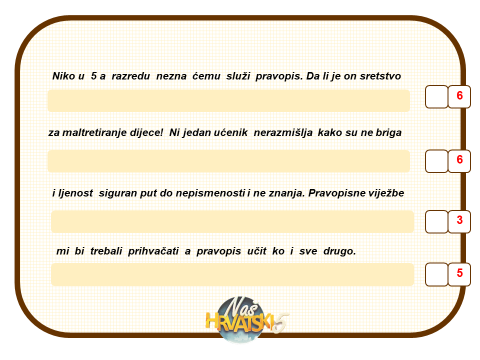 Niko u 5 a razredu nezna ćemu služi pravopis. Da li je on sretstvo
6
za maltretiranje dijece! Ni jedan ućenik nerazmišlja kako su ne briga
6
i ljenost siguran put do nepismenosti i ne znanja. Pravopisne viježbe
3
mi bi trebali prihvačati a pravopis učit ko i sve drugo.
5
Naš
HRVATSKI 5